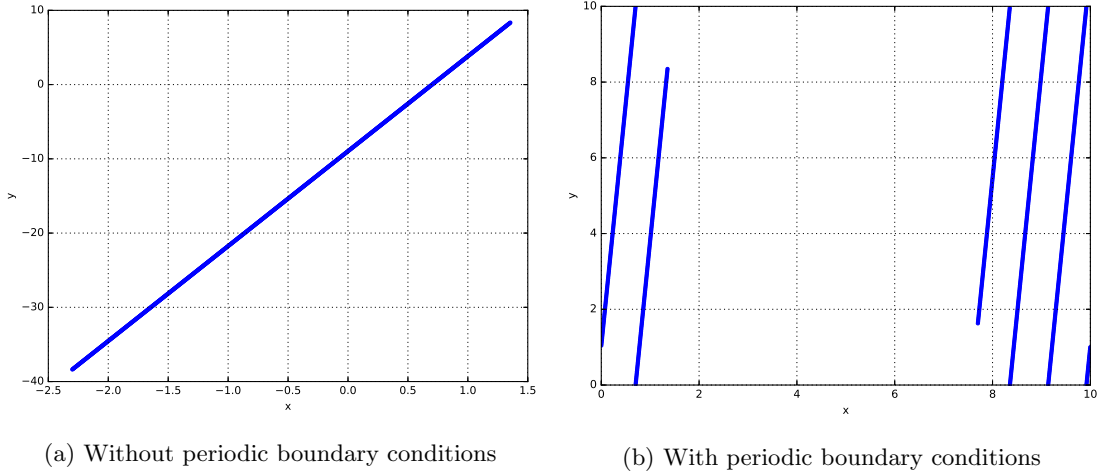 10
0
−10
−20
−30
−40
−2.5 −2.0 −1.5 −1.0 −0.5 0.0 0.5 1.0 1.5
x
y
10
8
6
4
2
0
0 2 4 6 8 10
x
y
(a) Without periodic boundary conditions
(b) With periodic boundary conditions